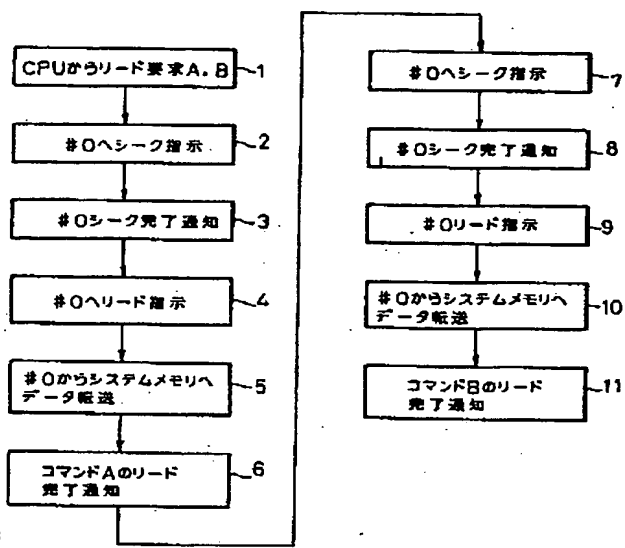 CPUからリード要求A.B
1
#0へシーク指示
2
#0シーク完了通知
3
#0へリード指示
4
#0からシステムメモリへ
データ転送
5
コマンドAのリード
完了通知
6
#0へシーク指示
7
#0シーク完了通知
8
#0リード指示
9
#0からシステムメモリへ
データ転送
10
コマンドBのリード
完了通知
11